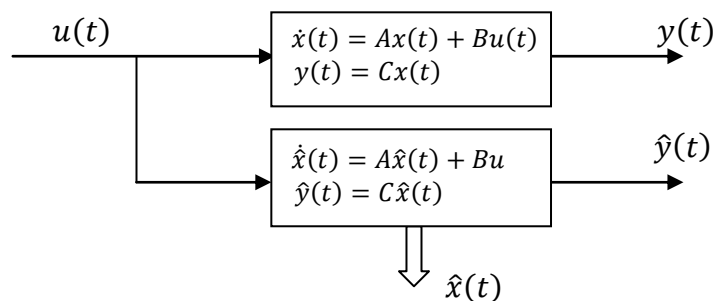 u(t)
ẋ(t) = Ax(t) + Bu(t)
y(t) = Cx(t)
y(t)
x̂̇(t) = Ax̂(t) + Bu
ŷ(t) = Cx̂(t)
ŷ(t)
x̂(t)